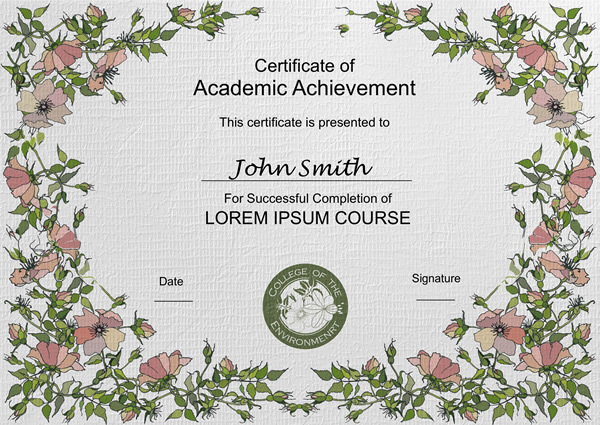 Certificate of
Academic Achievement
This certificate is presented to
John Smith
For Successful Completion of
LOREM IPSUM COURSE
Date
Signature
COLLEGE OF THE
ENVIRONMENRT